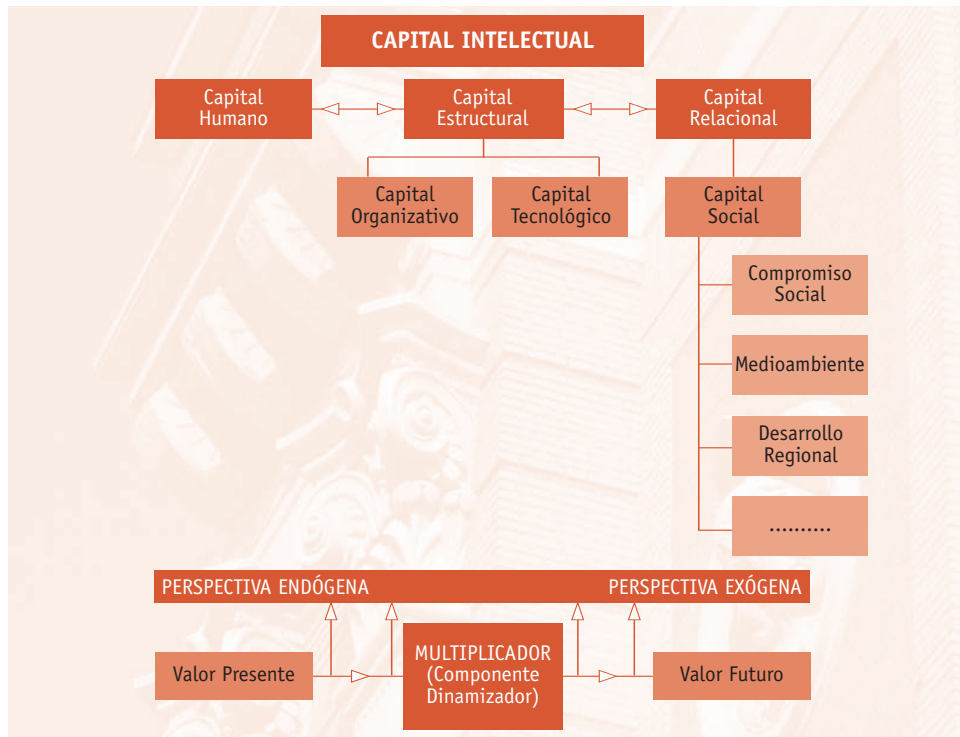 CAPITAL INTELECTUAL
Capital
Humano
Capital
Estructural
Capital
Relacional
Capital
Organizativo
Capital
Tecnológico
Capital
Social
Compromiso
Social
Medioambiente
Desarrollo
Regional
..........
PERSPECTIVA ENDÓGENA
PERSPECTIVA EXÓGENA
Valor Presente
MULTIPLICADOR
(Componente
Dinamizador)
Valor Futuro